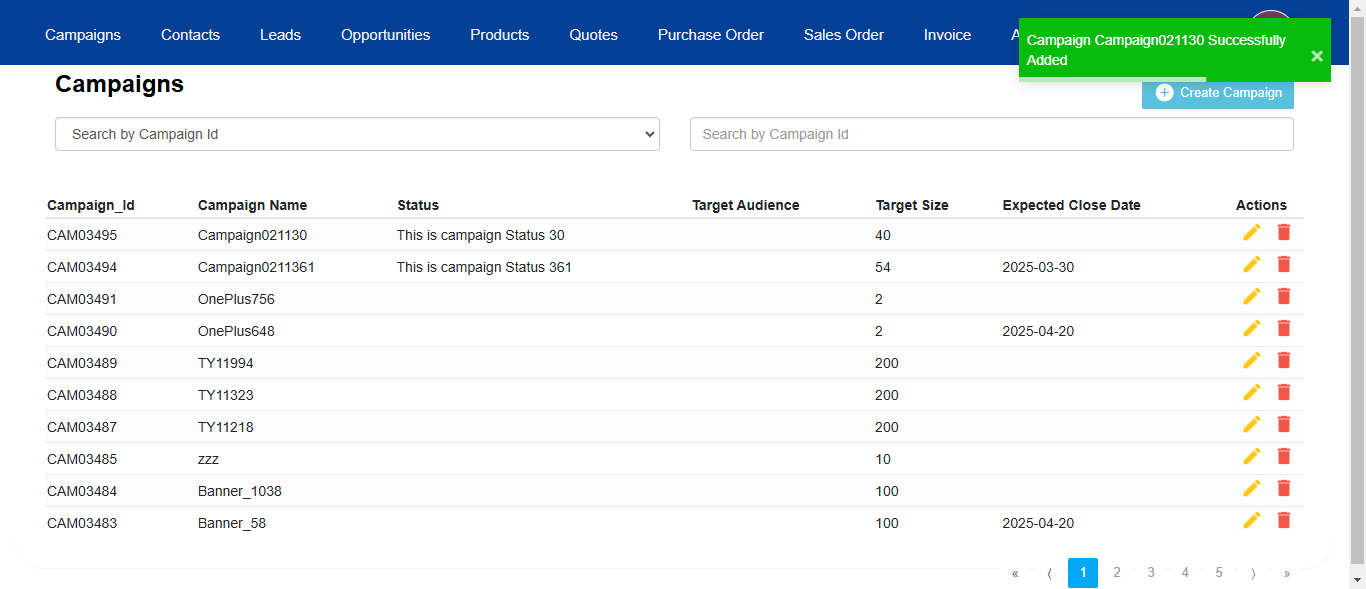 Campaigns Contacts Leads Opportunities Products Quotes Purchase Order Sales Order Invoice
Campaign Campaign021130 Successfully
Added
×
Campaigns
Create Campaign
Search by Campaign Id Search by Campaign Id
Campaign_Id Campaign Name Status Target Audience Target Size Expected Close Date Actions
CAM03495 Campaign021130 This is campaign Status 30 40
CAM03494 Campaign0211361 This is campaign Status 361 54 2025-03-30
CAM03491 OnePlus756 2
CAM03490 OnePlus648 2 2025-04-20
CAM03489 TY11994 200
CAM03488 TY11323 200
CAM03487 TY11218 200
CAM03485 zzz 10
CAM03484 Banner_1038 100
CAM03483 Banner_58 100 2025-04-20
« ⟨ 1 2 3 4 5 ⟩ »